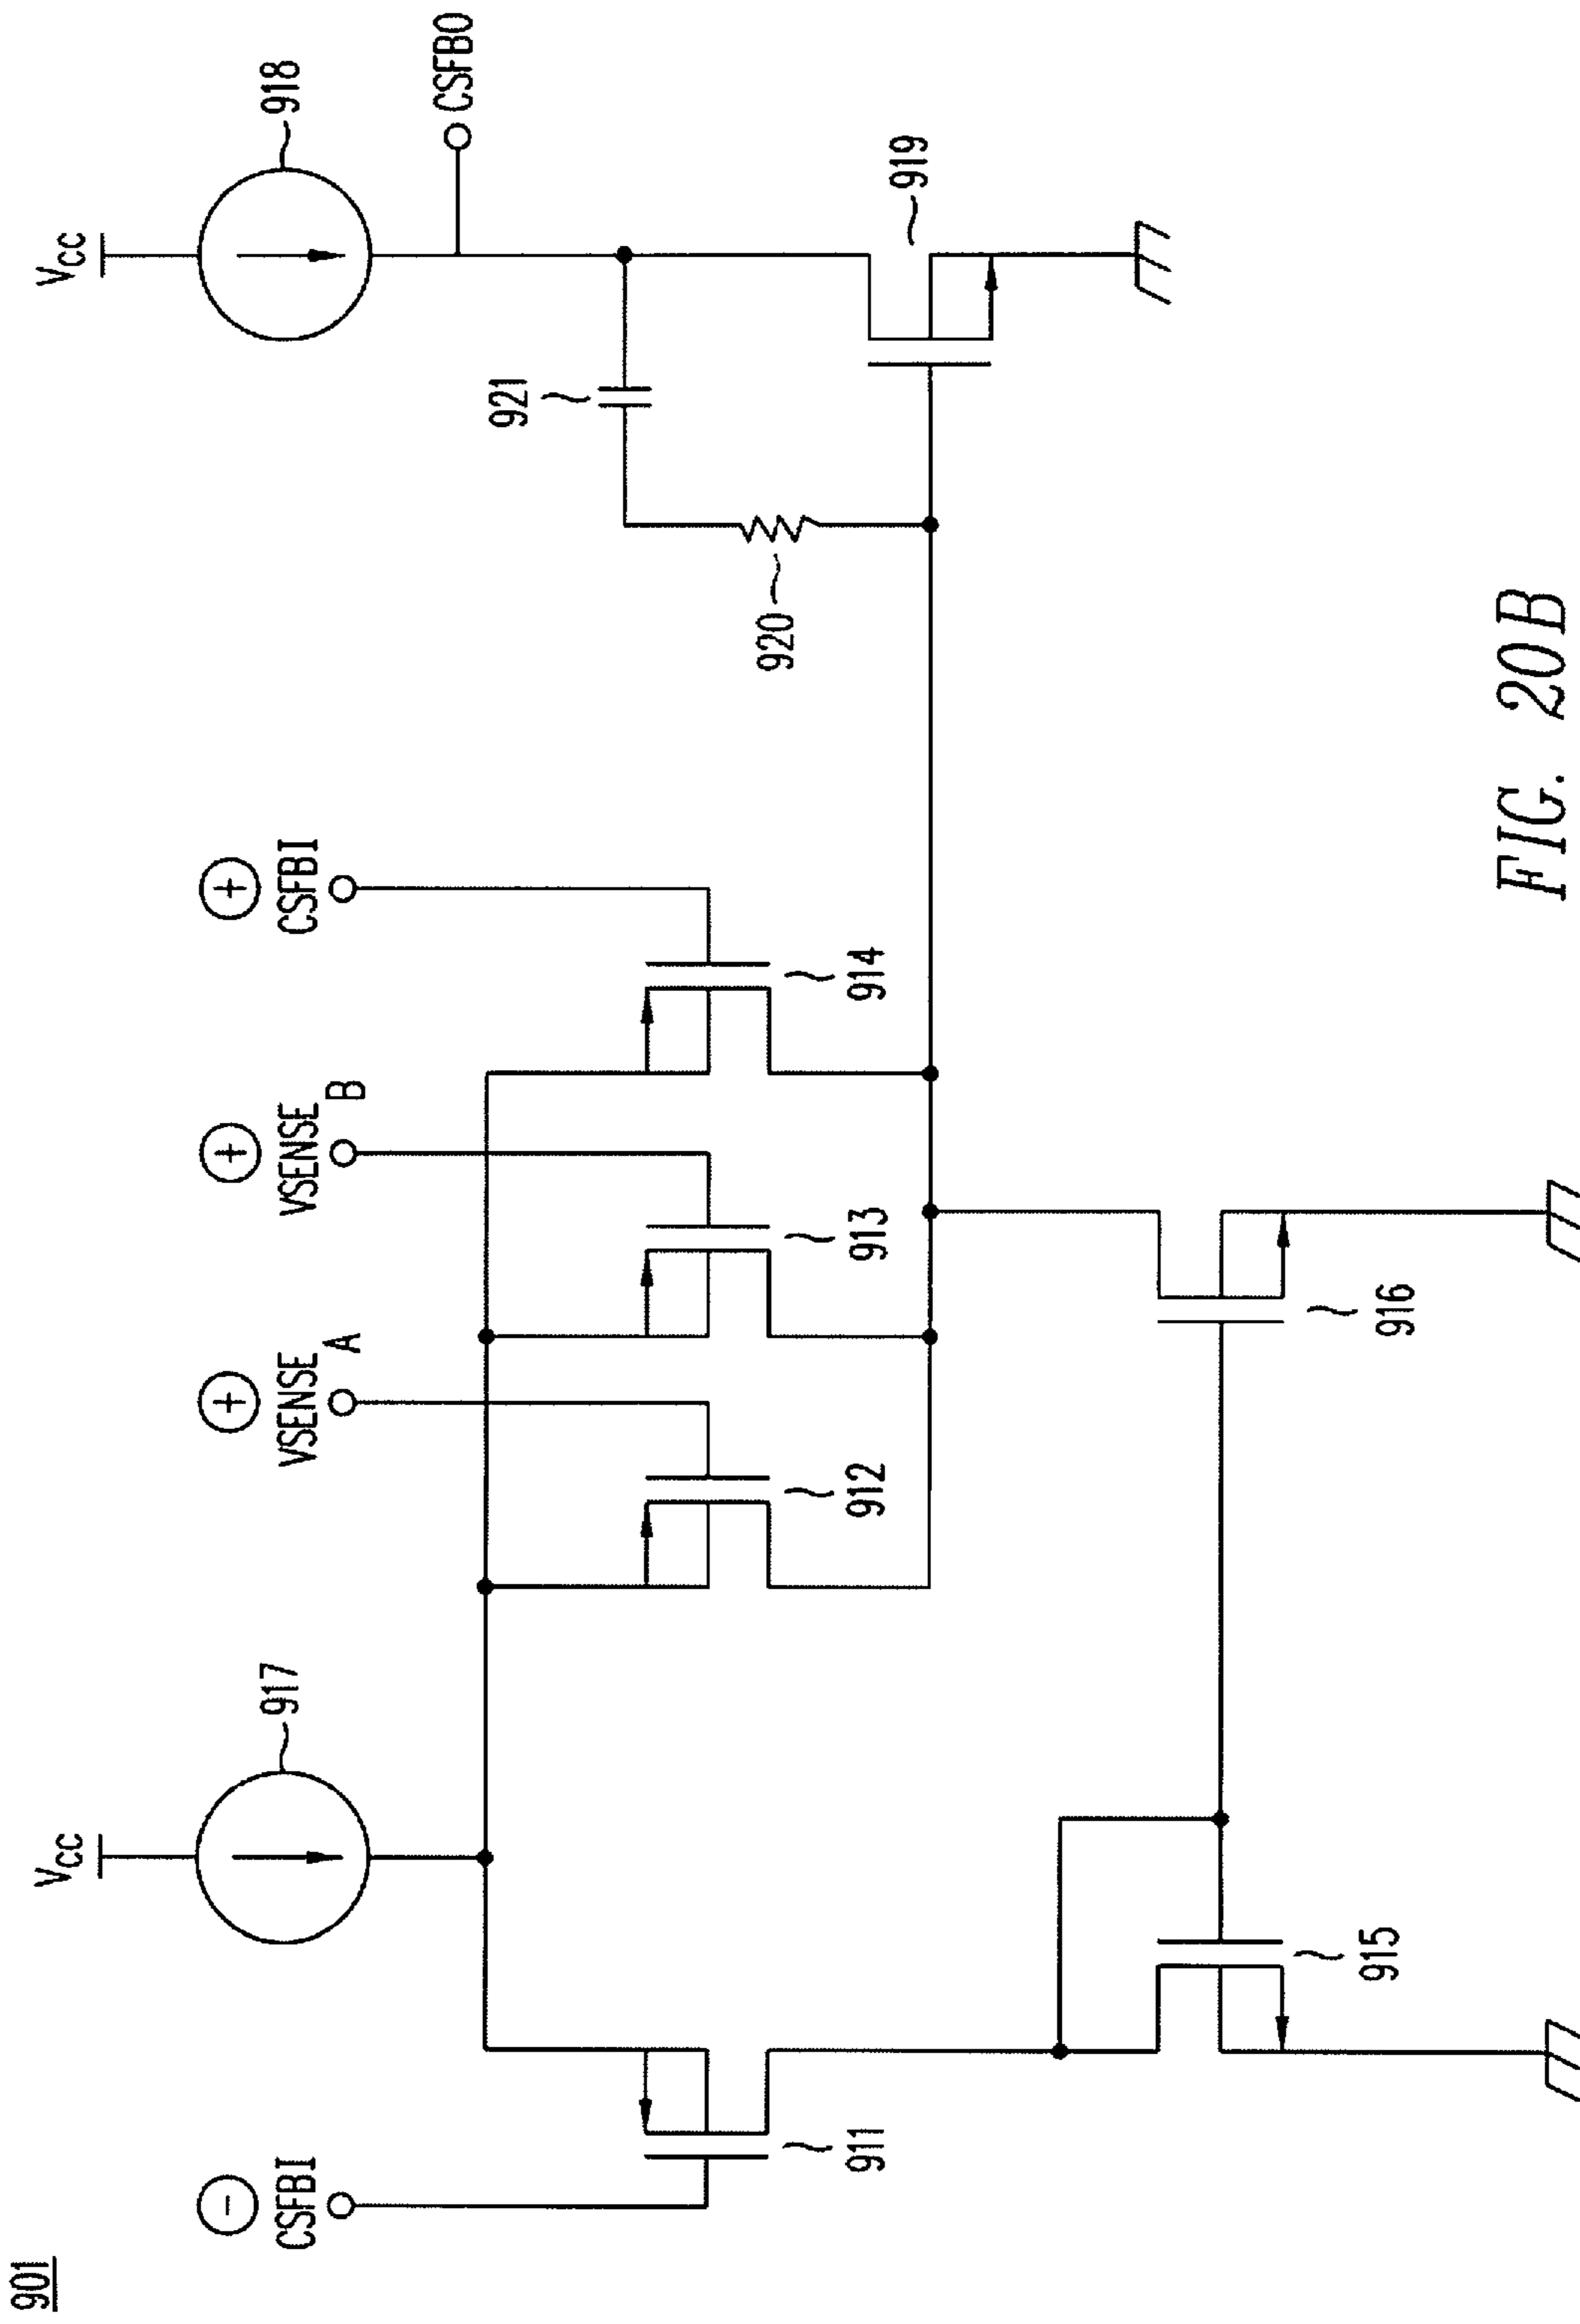 901
VCC
917
VCC
918
CSFBO
⊖
CSFBI
⊕
VSENSE A
⊕
VSENSE B
⊕
CSFBI
911
912
913
914
921
920
919
915
916
FIG. 20B